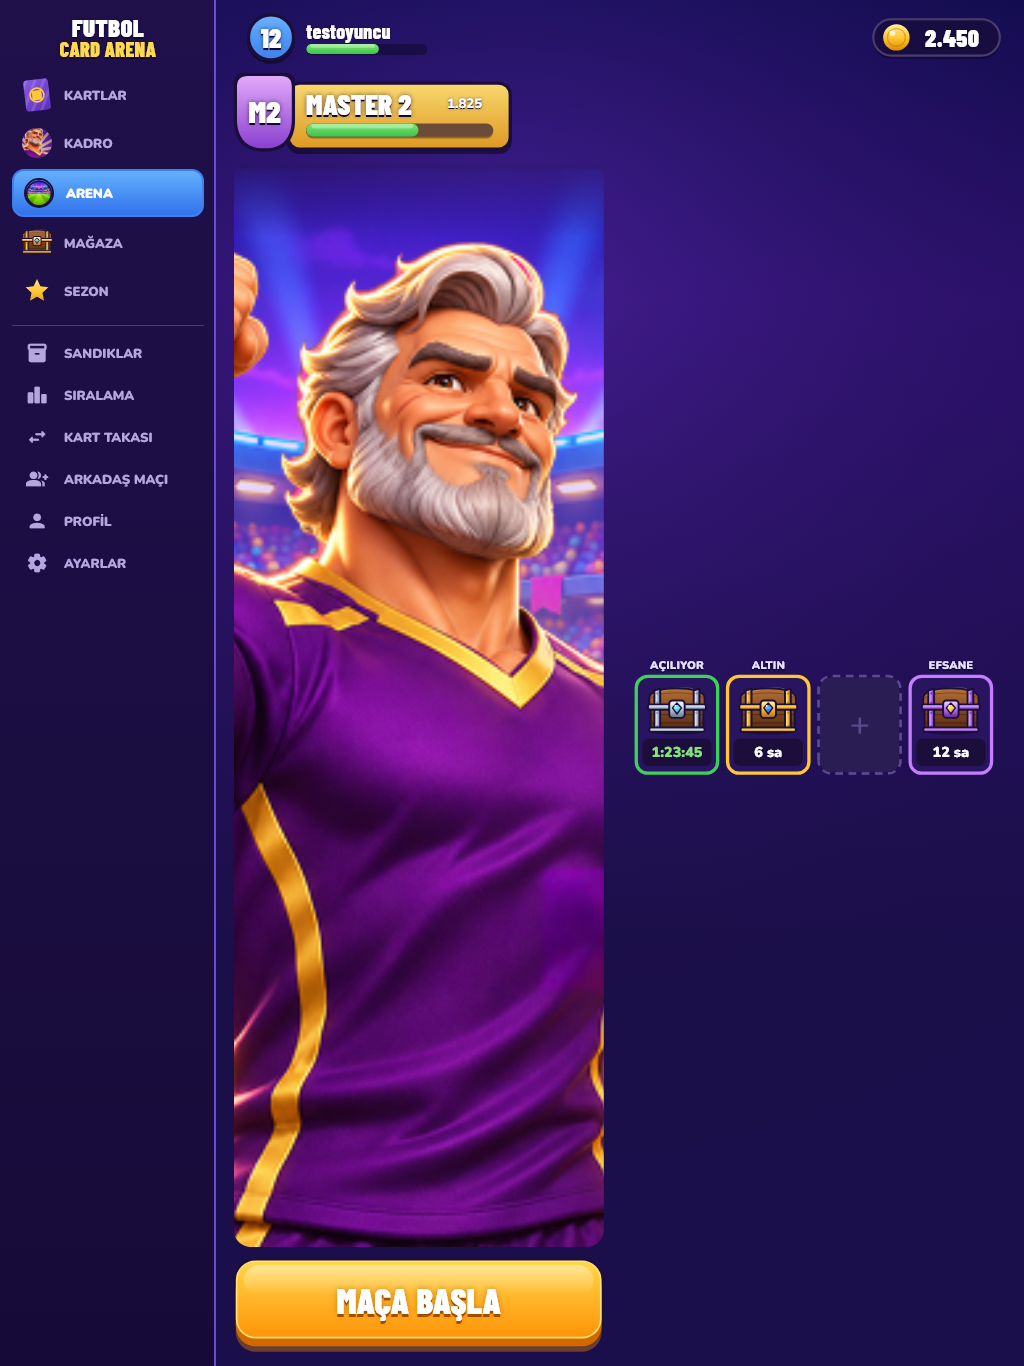 FUTBOL
CARD ARENA
KARTLAR
KADRO
ARENA
MAĞAZA
SEZON
SANDIKLAR
SIRALAMA
KART TAKASI
ARKADAŞ MAÇI
PROFİL
AYARLAR
12
testoyuncu
2.450
M2
MASTER 2
1.825
AÇILIYOR
ALTIN
EFSANE
1:23:45
6 sa
+
12 sa
MAÇA BAŞLA